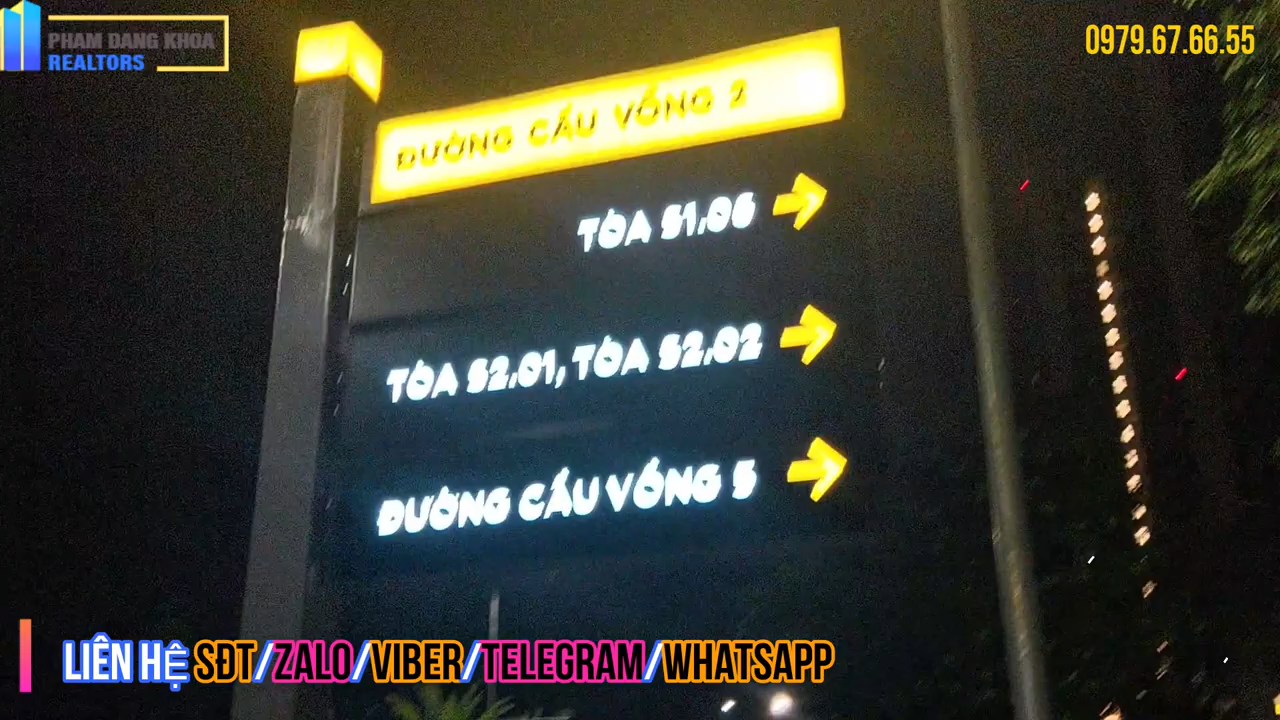 PHAM DANG KHOA
REALTORS
0979.67.66.55
ĐƯỜNG CẦU VỒNG 2
TÒA S1.06
TÒA S2.01, TÒA S2.02
ĐƯỜNG CẦU VỒNG 5
LIÊN HỆ SĐT/ZALO/VIBER/TELEGRAM/WHATSAPP